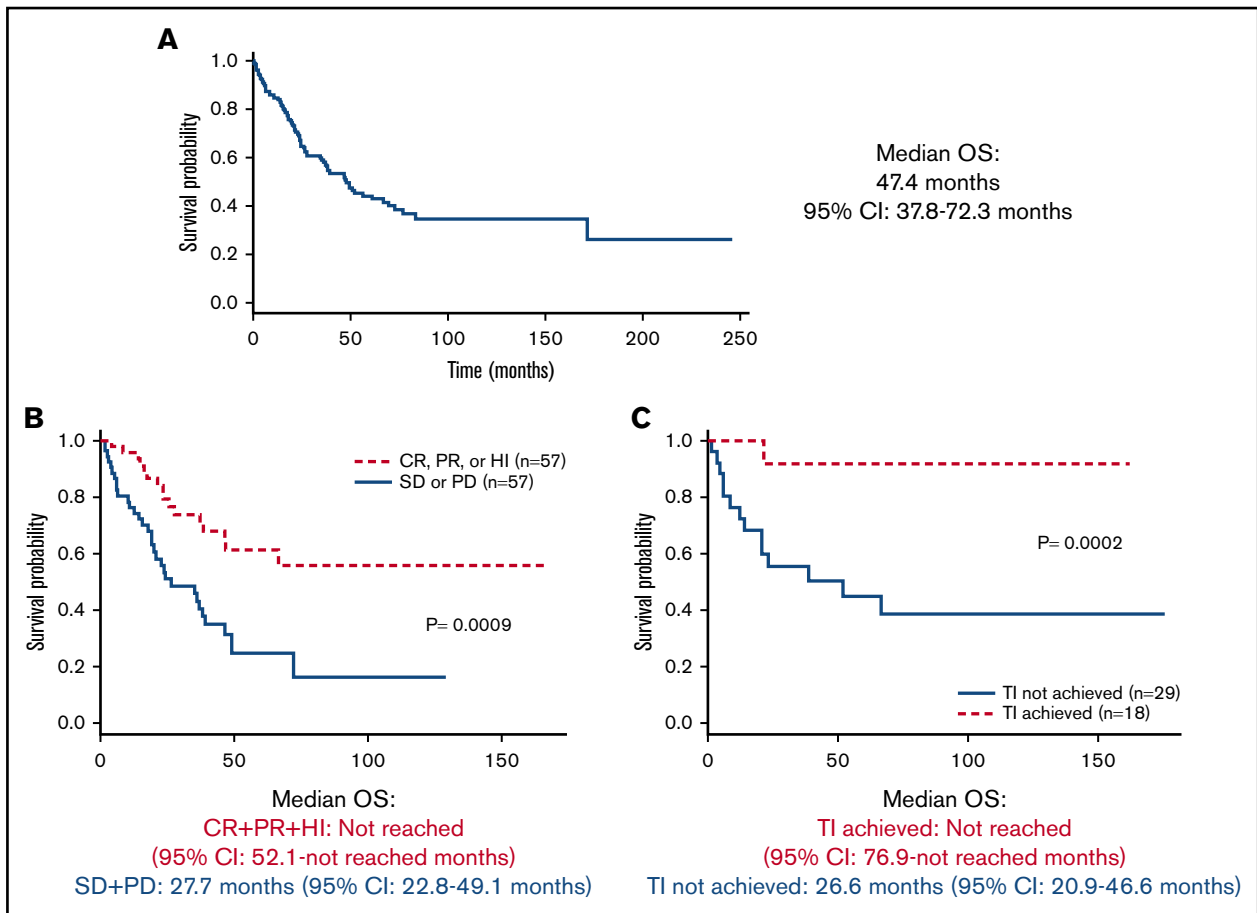 A
1.0
0.8
0.6
0.4
0.2
0.0
Survival probability
0 50 100 150 200 250
Time (months)
Median OS:
47.4 months
95% CI: 37.8-72.3 months
B
1.0
0.8
0.6
0.4
0.2
0.0
Survival probability
CR, PR, or HI (n=57)
SD or PD (n=57)
P= 0.0009
0 50 100 150
Median OS:
CR+PR+HI: Not reached
(95% CI: 52.1-not reached months)
SD+PD: 27.7 months (95% CI: 22.8-49.1 months)
C
1.0
0.8
0.6
0.4
0.2
0.0
Survival probability
P= 0.0002
TI not achieved (n=29)
TI achieved (n=18)
0 50 100 150
Median OS:
TI achieved: Not reached
(95% CI: 76.9-not reached months)
TI not achieved: 26.6 months (95% CI: 20.9-46.6 months)